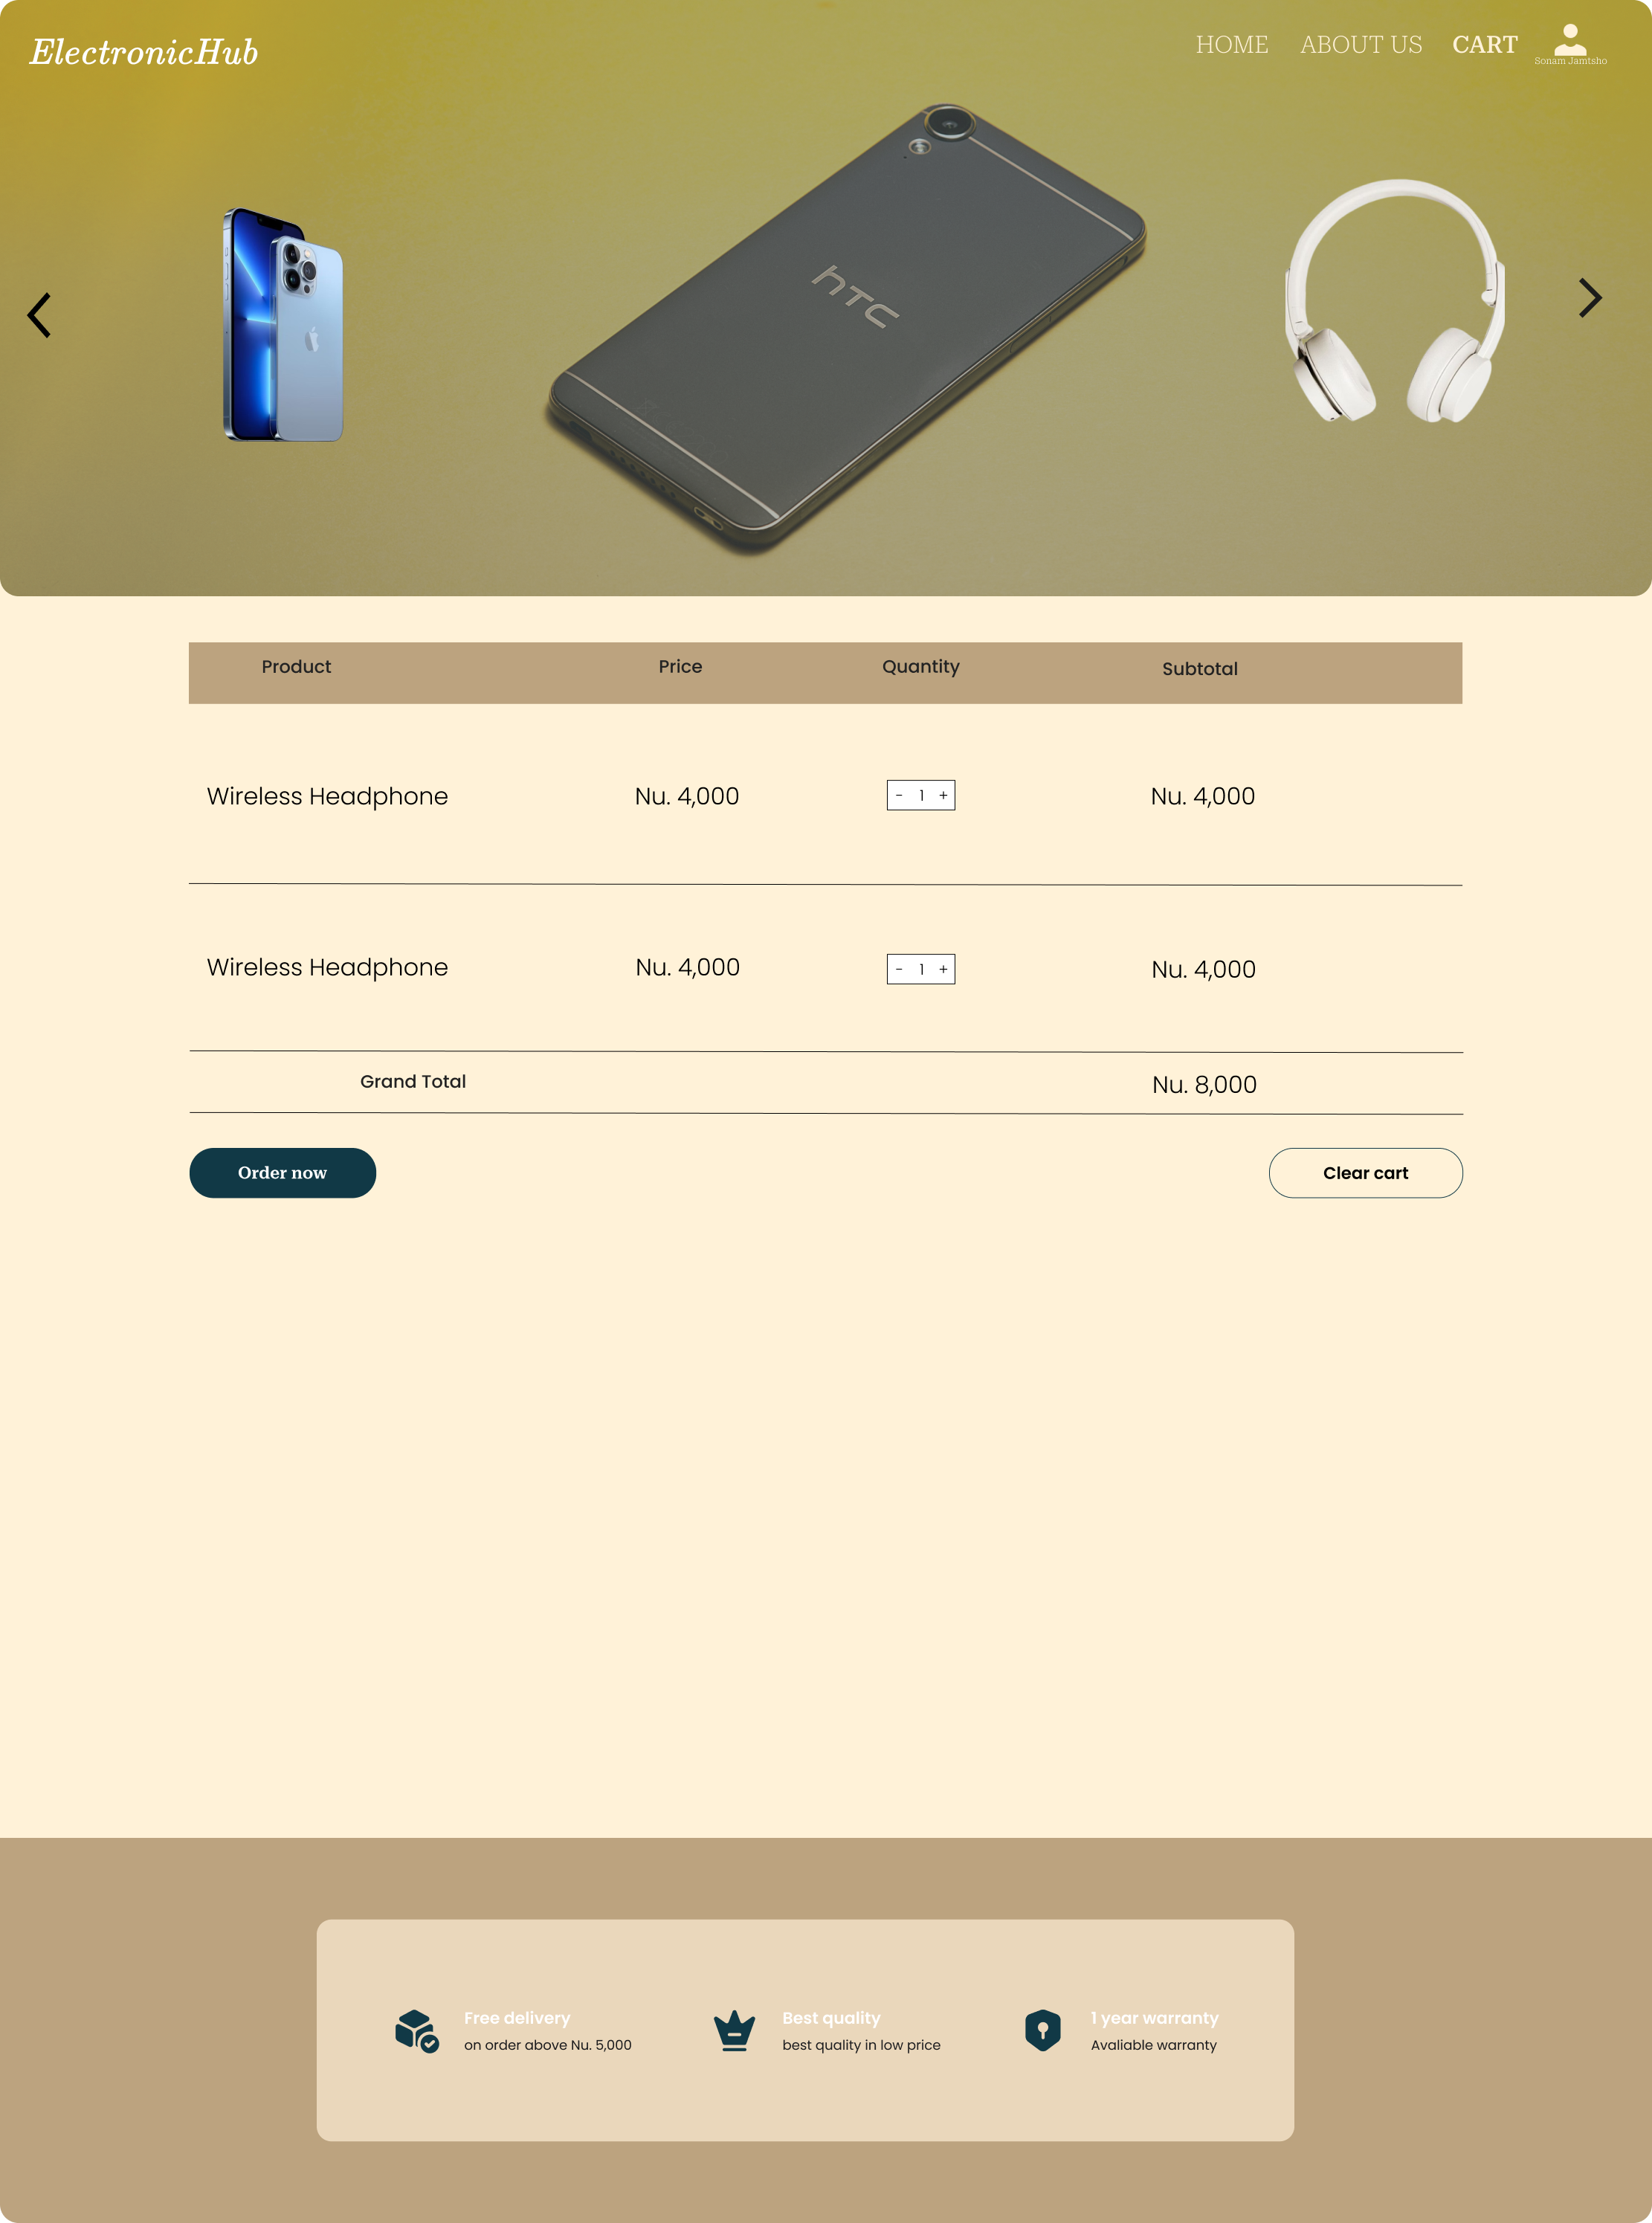 ElectronicHub
HOME ABOUT US CART
Sonam Jamtsho
hTC
Product Price Quantity Subtotal
Wireless Headphone Nu. 4,000 - 1 + Nu. 4,000
Wireless Headphone Nu. 4,000 - 1 + Nu. 4,000
Grand Total Nu. 8,000
Order now Clear cart
Free delivery Best quality 1 year warranty
on order above Nu. 5,000 best quality in low price Avaliable warranty